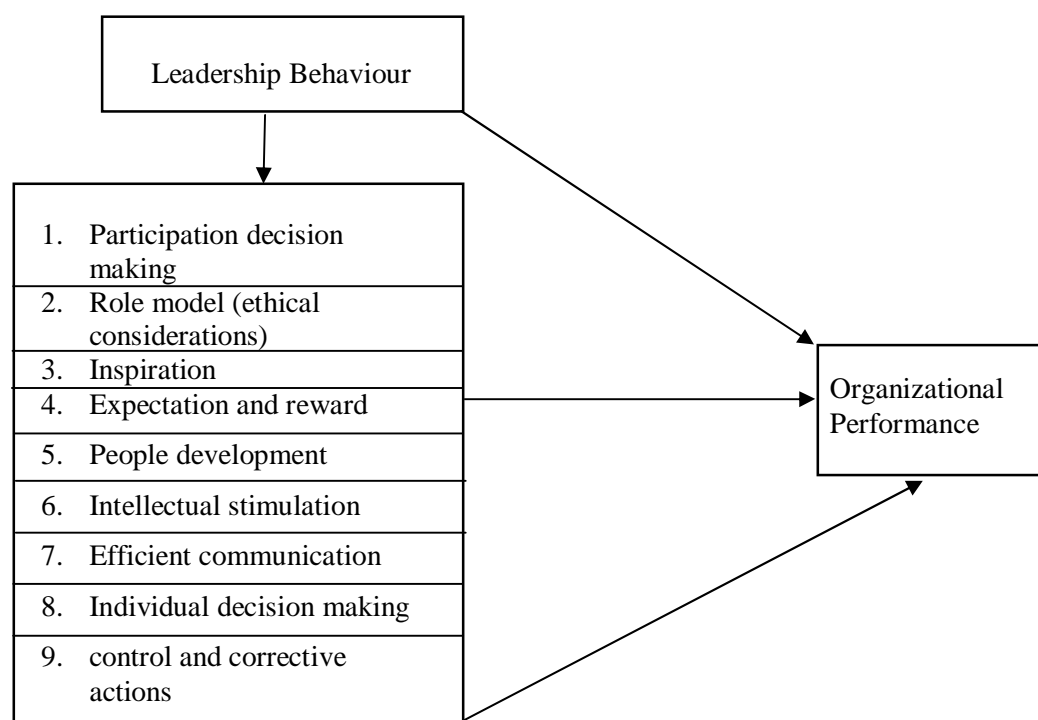 Leadership Behaviour
1. Participation decision
making
2. Role model (ethical
considerations)
3. Inspiration
4. Expectation and reward
5. People development
6. Intellectual stimulation
7. Efficient communication
8. Individual decision making
9. control and corrective
actions
Organizational
Performance